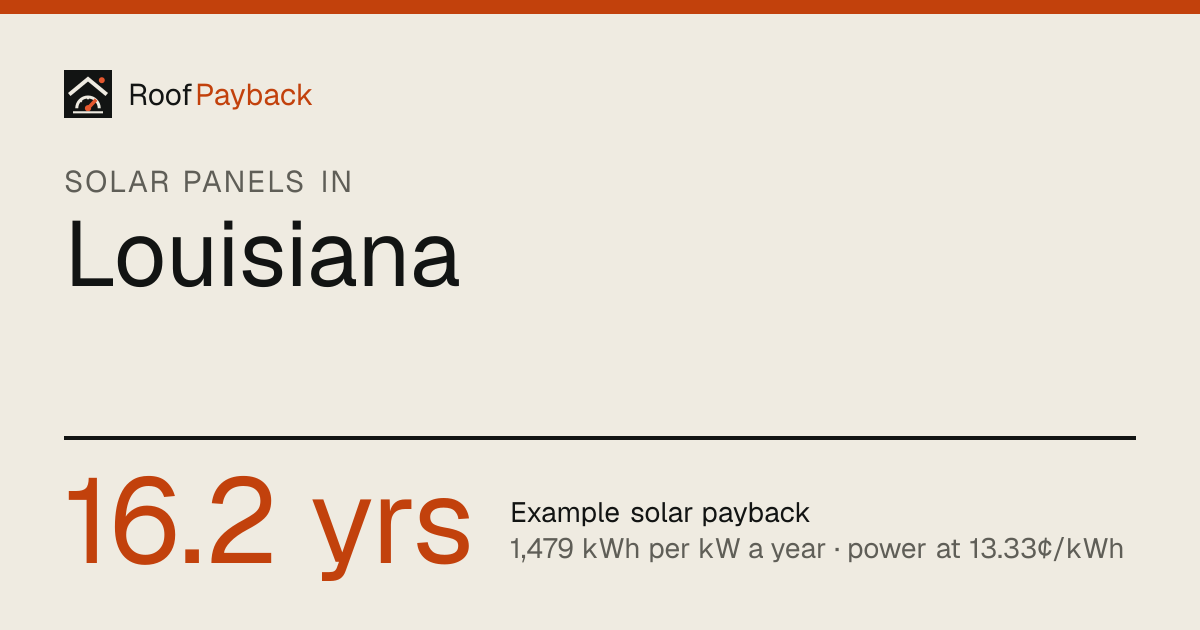 RoofPayback
SOLAR PANELS IN
Louisiana
16.2 yrs
Example solar payback
1,479 kWh per kW a year · power at 13.33¢/kWh